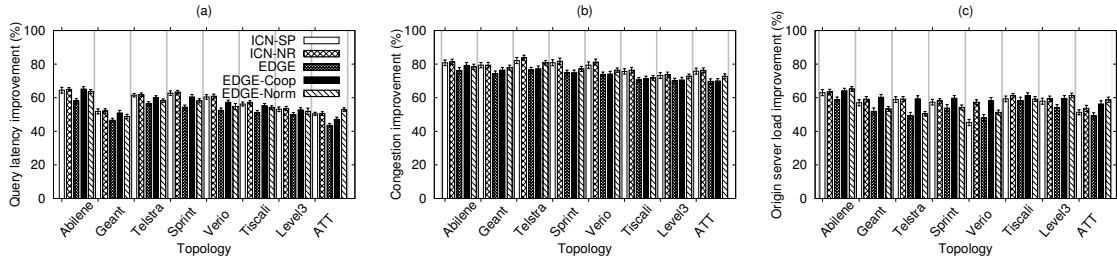 (a)
Query latency improvement (%)
100
80
60
40
20
0
ICN-SP
ICN-NR
EDGE
EDGE-Coop
EDGE-Norm
Abilene
Geant
Telstra
Sprint
Verio
Tiscali
Level3
ATT
Topology
(b)
Congestion improvement (%)
100
80
60
40
20
0
Abilene
Geant
Telstra
Sprint
Verio
Tiscali
Level3
ATT
Topology
(c)
Origin server load improvement (%)
100
80
60
40
20
0
Abilene
Geant
Telstra
Sprint
Verio
Tiscali
Level3
ATT
Topology